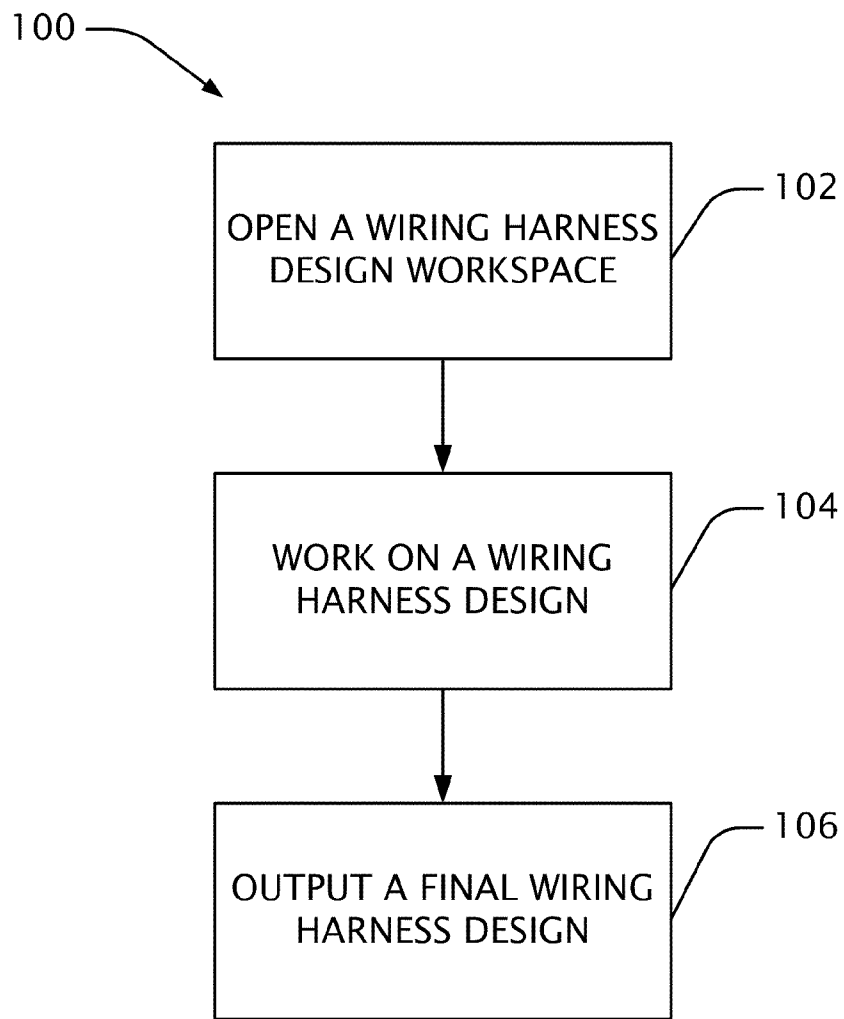 100
OPEN A WIRING HARNESS
DESIGN WORKSPACE
102
WORK ON A WIRING
HARNESS DESIGN
104
OUTPUT A FINAL WIRING
HARNESS DESIGN
106